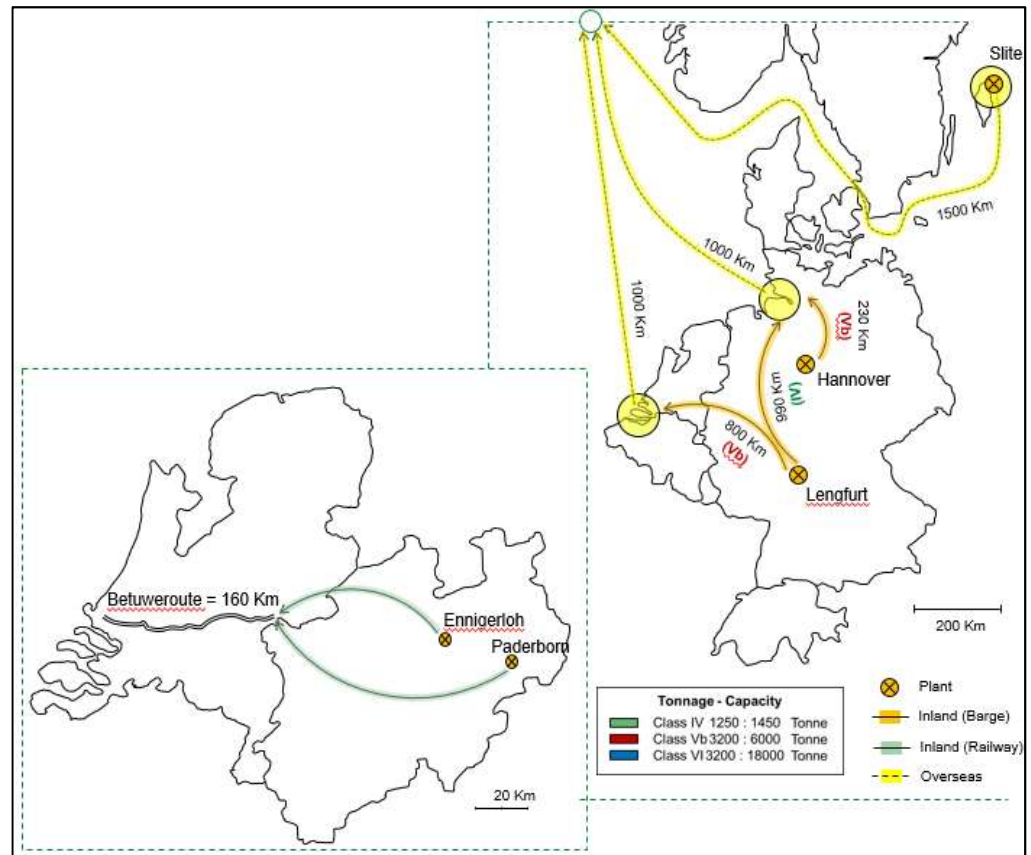 Slite
1500 Km
1000 Km
1000 Km
230 Km
(Vb)
Hannover
(IV)
990 Km
800 Km
(Vb)
Lengfurt
Betuweroute = 160 Km
Ennigerloh
Paderborn
200 Km
Plant
Inland (Barge)
Inland (Railway)
Overseas
Tonnage - Capacity
Class IV 1250 : 1450 Tonne
Class Vb 3200 : 6000 Tonne
Class VI 3200 : 18000 Tonne
20 Km